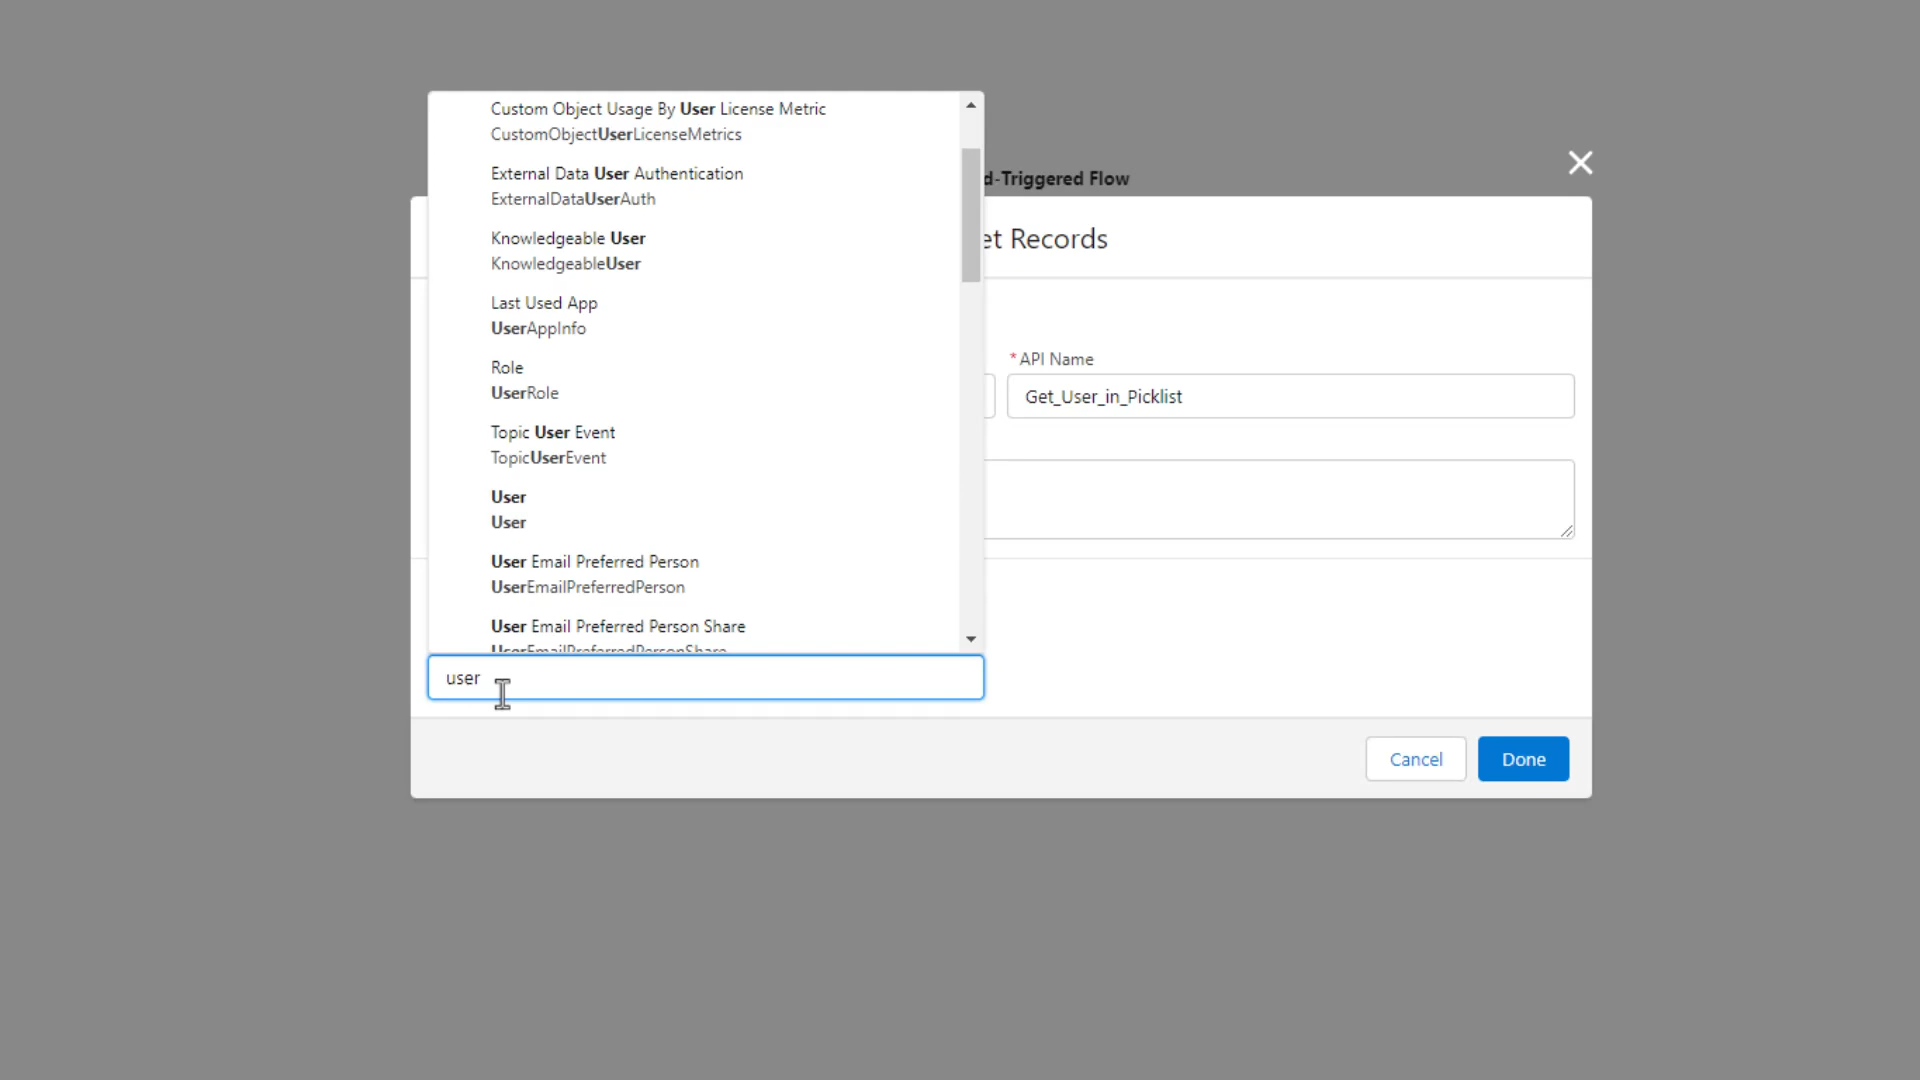 Custom Object Usage By User License Metric
CustomObjectUserLicenseMetrics
External Data User Authentication
ExternalDataUserAuth
d-Triggered Flow
Knowledgeable User
KnowledgeableUser
et Records
Last Used App
UserAppInfo
Role
UserRole
*API Name
Get_User_in_Picklist
Topic User Event
TopicUserEvent
User
User
User Email Preferred Person
UserEmailPreferredPerson
User Email Preferred Person Share
UserEmailPreferredPersonShare
user
Cancel
Done